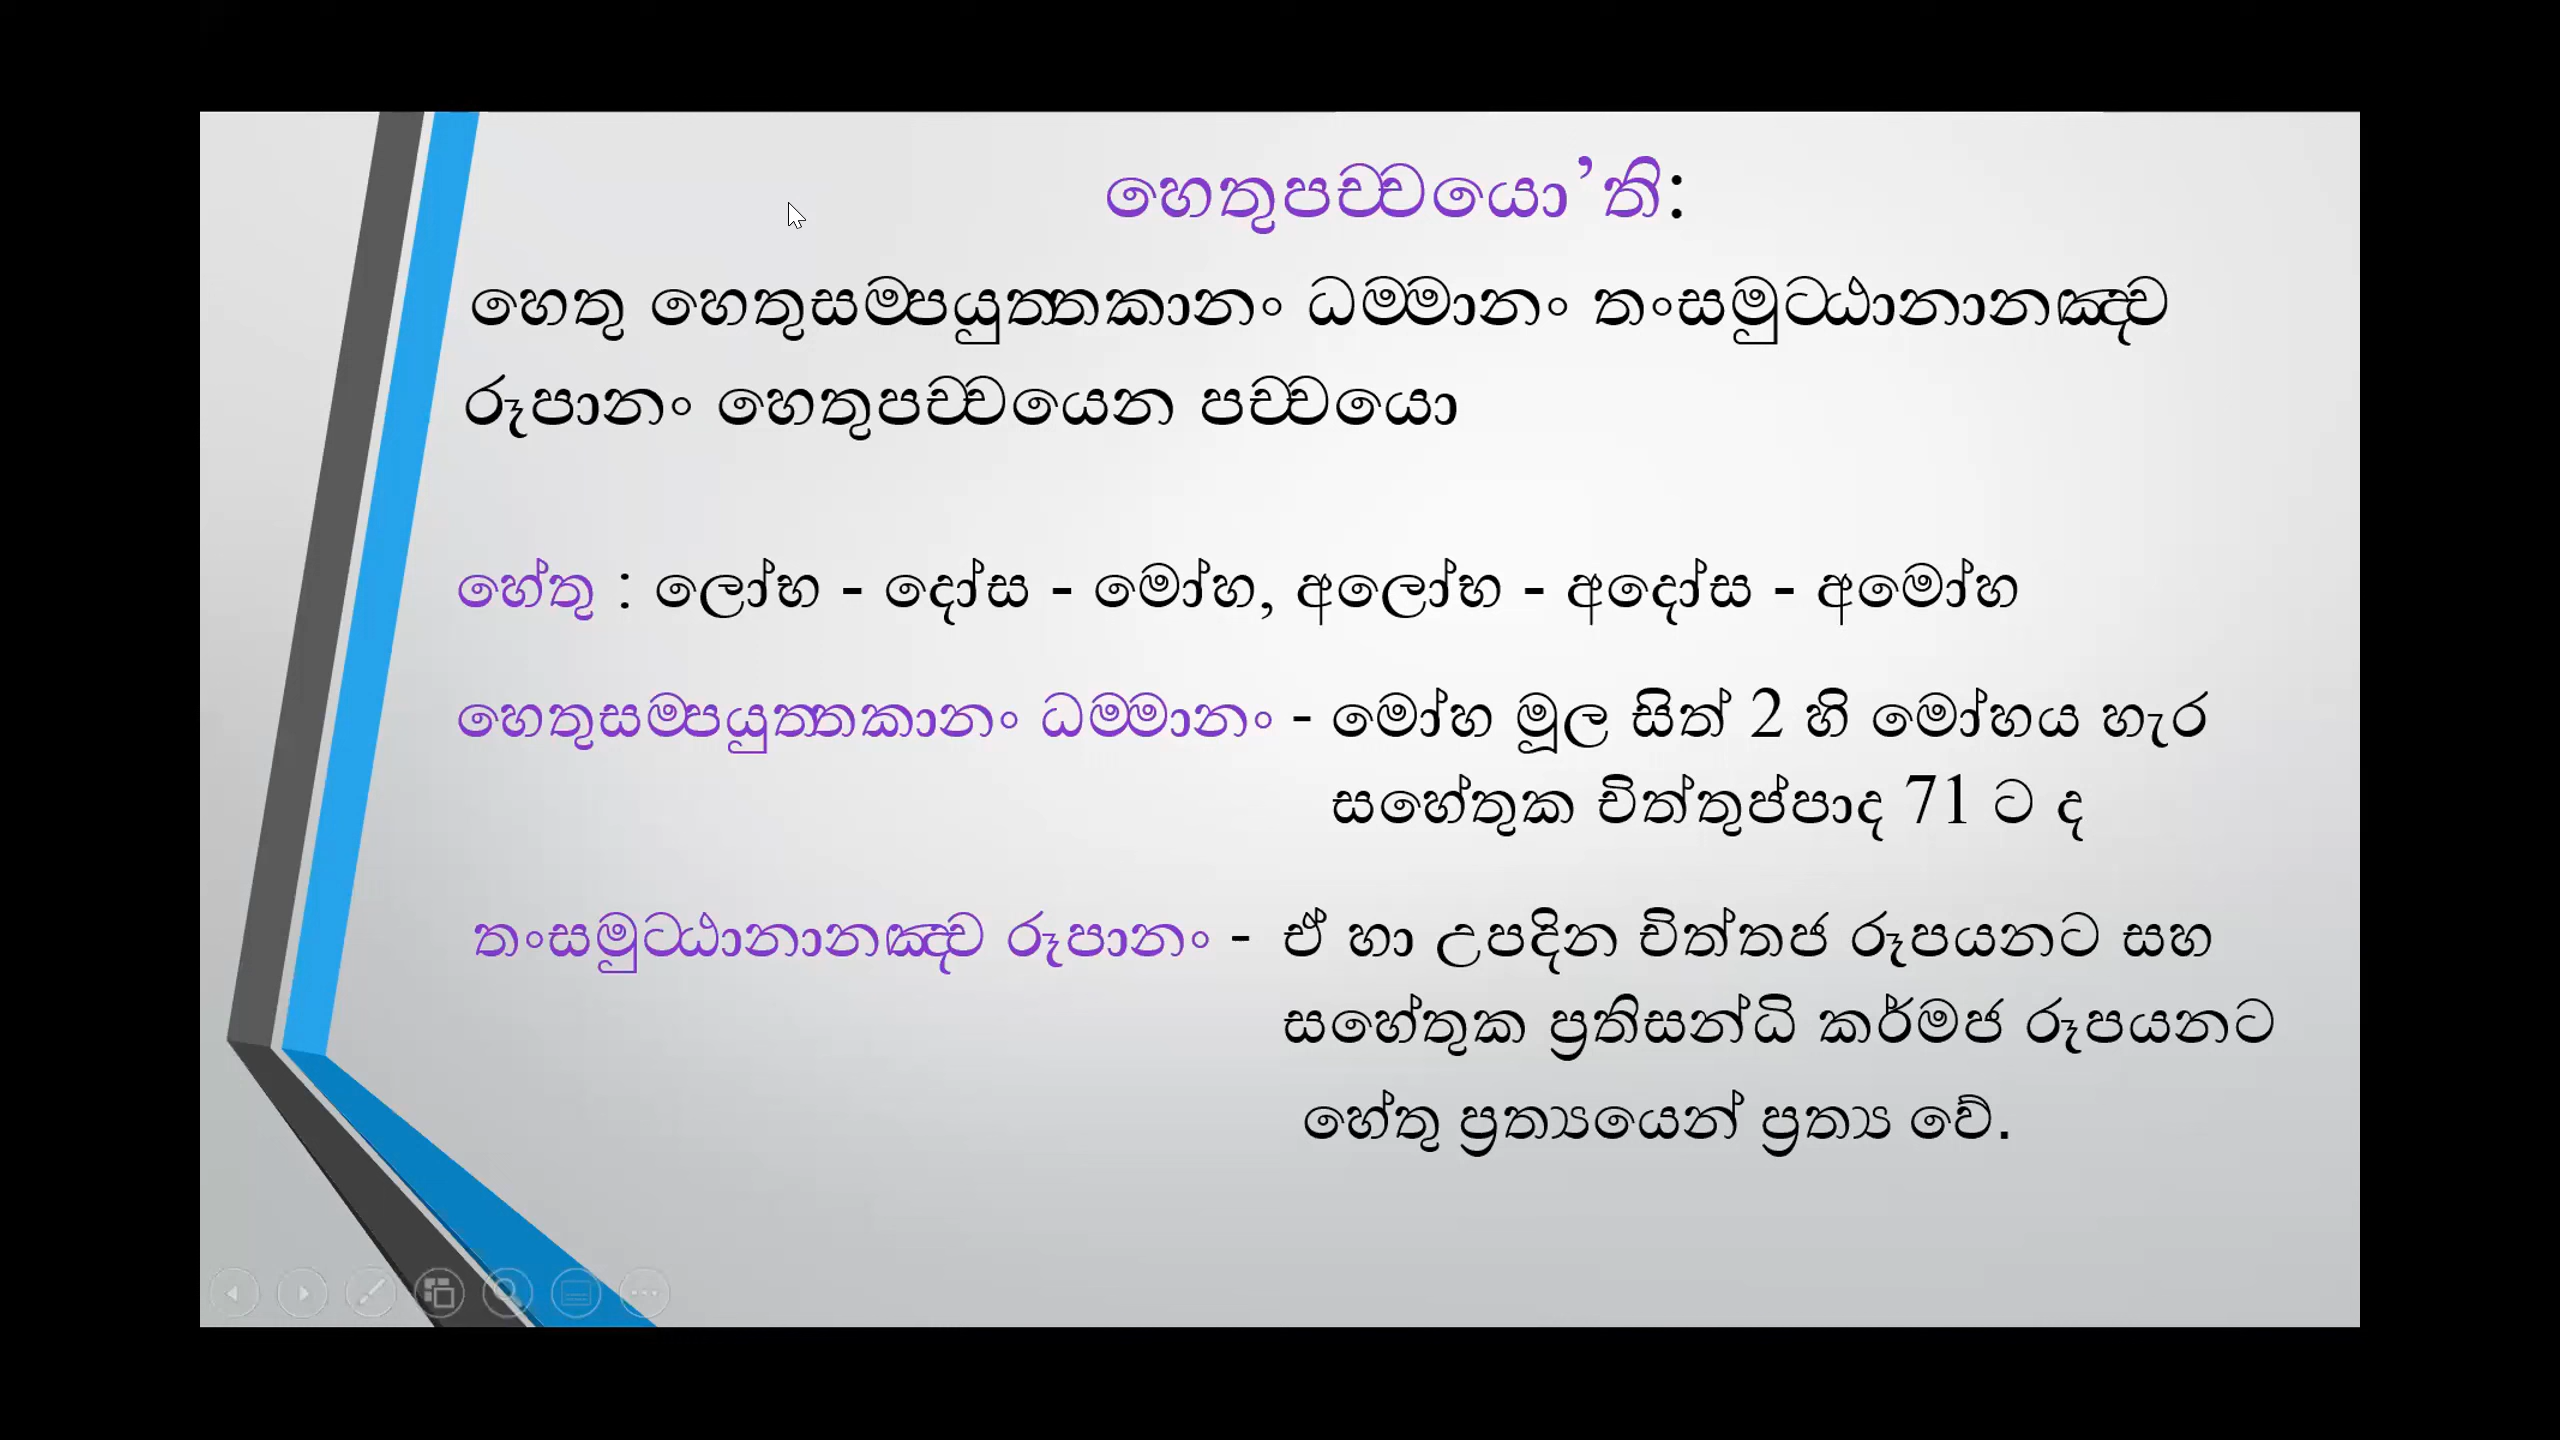 හෙතුපච්චයො’ති:
හෙතු හෙතුසම්පයුත්තකානං ධම්මානං තංසමුට්ඨානානඤ්ච
රූපානං හෙතුපච්චයෙන පච්චයො
හේතු : ලෝභ - දෝස - මෝහ, අලෝභ - අදෝස - අමෝහ
හෙතුසම්පයුත්තකානං ධම්මානං - මෝහ මූල සිත් 2 හි මෝහය හැර
සහේතුක චිත්තුප්පාද 71 ට ද
තංසමුට්ඨානානඤ්ච රූපානං - ඒ හා උපදින චිත්තජ රූපයනට සහ
සහේතුක ප්‍රතිසන්ධි කර්මජ රූපයනට
හේතු ප්‍රත්‍යයෙන් ප්‍රත්‍ය වේ.